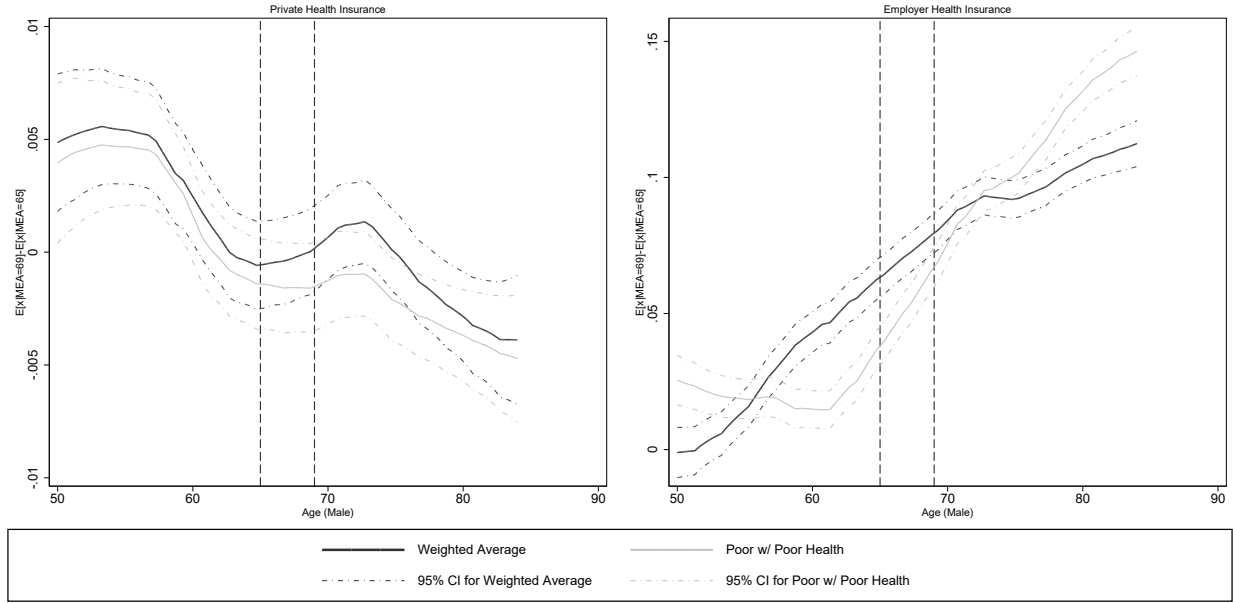 Private Health Insurance
E[x|MEA=69]-E[x|MEA=65]
.01
.005
0
-.005
-.01
50 60 70 80 90
Age (Male)
Employer Health Insurance
E[x|MEA=69]-E[x|MEA=65]
.15
.1
.05
0
50 60 70 80 90
Age (Male)
Weighted Average Poor w/ Poor Health
95% CI for Weighted Average 95% CI for Poor w/ Poor Health